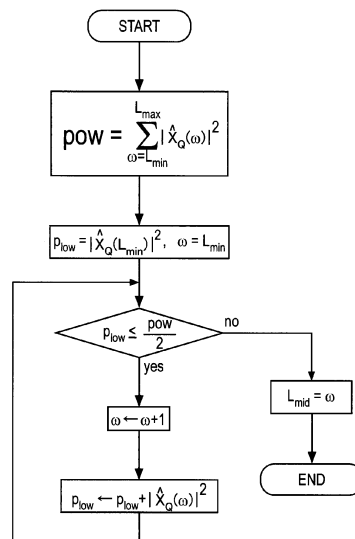 START
pow = ∑_{ω=L_min}^{L_max} |X̂_Q(ω)|²
p_low = |X̂_Q(L_min)|², ω = L_min
p_low ≤ pow/2
no
yes
L_mid = ω
ω ← ω+1
END
p_low ← p_low + |X̂_Q(ω)|²